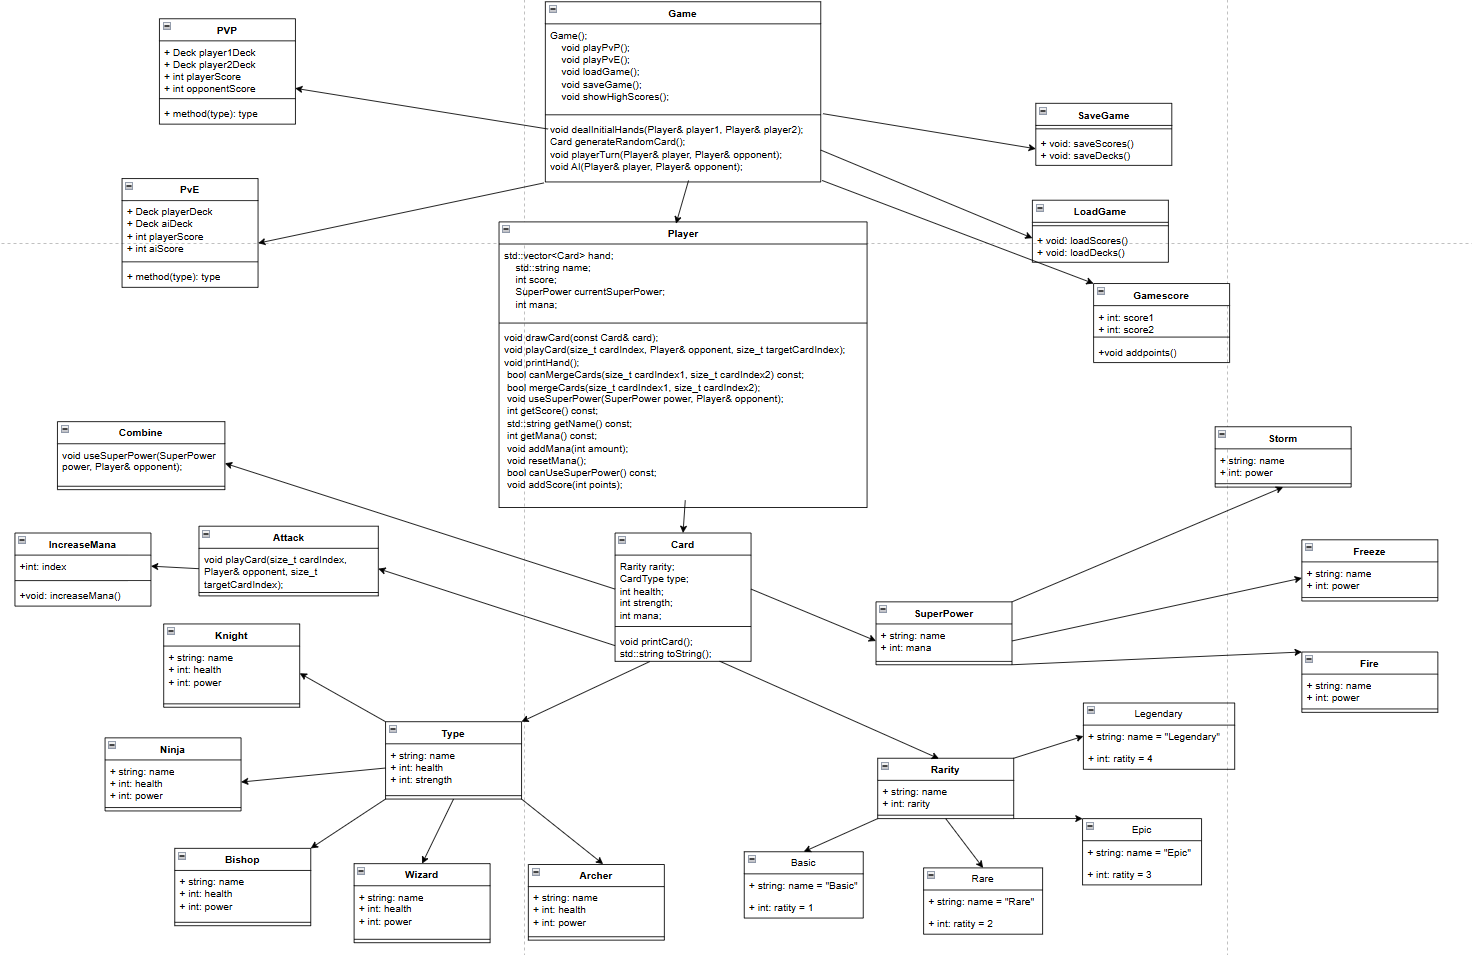 Game
Game();
void playPvP();
void playPvE();
void loadGame();
void saveGame();
void showHighScores();
void dealInitialHands(Player& player1, Player& player2);
Card generateRandomCard();
void playerTurn(Player& player, Player& opponent);
void AI(Player& player, Player& opponent);
PVP
+ Deck player1Deck
+ Deck player2Deck
+ int playerScore
+ int opponentScore
+ method(type): type
PvE
+ Deck playerDeck
+ Deck aiDeck
+ int playerScore
+ int aiScore
+ method(type): type
SaveGame
+ void: saveScores()
+ void: saveDecks()
LoadGame
+ void: loadScores()
+ void: loadDecks()
Gamescore
+ int: score1
+ int: score2
+void addpoints()
Player
std::vector<Card> hand;
std::string name;
int score;
SuperPower currentSuperPower;
int mana;
void drawCard(const Card& card);
void playCard(size_t cardIndex, Player& opponent, size_t targetCardIndex);
void printHand();
bool canMergeCards(size_t cardIndex1, size_t cardIndex2) const;
bool mergeCards(size_t cardIndex1, size_t cardIndex2);
void useSuperPower(SuperPower power, Player& opponent);
int getScore() const;
std::string getName() const;
int getMana() const;
void addMana(int amount);
void resetMana();
bool canUseSuperPower() const;
void addScore(int points);
Combine
void useSuperPower(SuperPower
power, Player& opponent);
Storm
+ string: name
+ int: power
IncreaseMana
+int: index
+void: increaseMana()
Attack
void playCard(size_t cardIndex,
Player& opponent, size_t
targetCardIndex);
Card
Rarity rarity;
CardType type;
int health;
int strength;
int mana;
void printCard();
std::string toString();
Freeze
+ string: name
+ int: power
SuperPower
+ string: name
+ int: mana
Fire
+ string: name
+ int: power
Knight
+ string: name
+ int: health
+ int: power
Type
+ string: name
+ int: health
+ int: strength
Ninja
+ string: name
+ int: health
+ int: power
Legendary
+ string: name = "Legendary"
+ int: ratity = 4
Rarity
+ string: name
+ int: rarity
Epic
+ string: name = "Epic"
+ int: ratity = 3
Bishop
+ string: name
+ int: health
+ int: power
Wizard
+ string: name
+ int: health
+ int: power
Archer
+ string: name
+ int: health
+ int: power
Basic
+ string: name = "Basic"
+ int: ratity = 1
Rare
+ string: name = "Rare"
+ int: ratity = 2